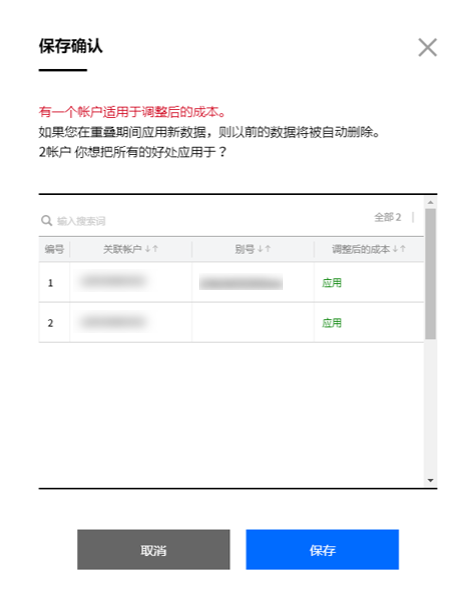 保存确认
有一个帐户适用于调整后的成本。
如果您在重叠期间应用新数据，则以前的数据将被自动删除。
2帐户 你想把所有的好处应用于？
输入搜索词
全部 2
编号 关联帐户 ↓↑ 别号 ↓↑ 调整后的成本 ↓↑
1 应用
2 应用
取消 保存